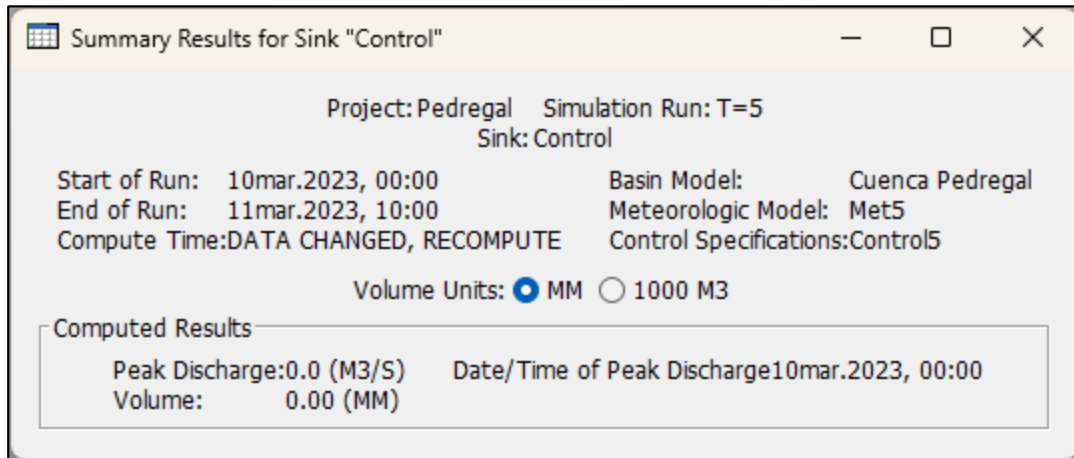 Summary Results for Sink "Control"
Project: Pedregal Simulation Run: T=5
Sink: Control
Start of Run: 10mar.2023, 00:00 Basin Model: Cuenca Pedregal
End of Run: 11mar.2023, 10:00 Meteorologic Model: Met5
Compute Time:DATA CHANGED, RECOMPUTE Control Specifications:Control5
Volume Units: MM 1000 M3
Computed Results
Peak Discharge:0.0 (M3/S) Date/Time of Peak Discharge10mar.2023, 00:00
Volume: 0.00 (MM)